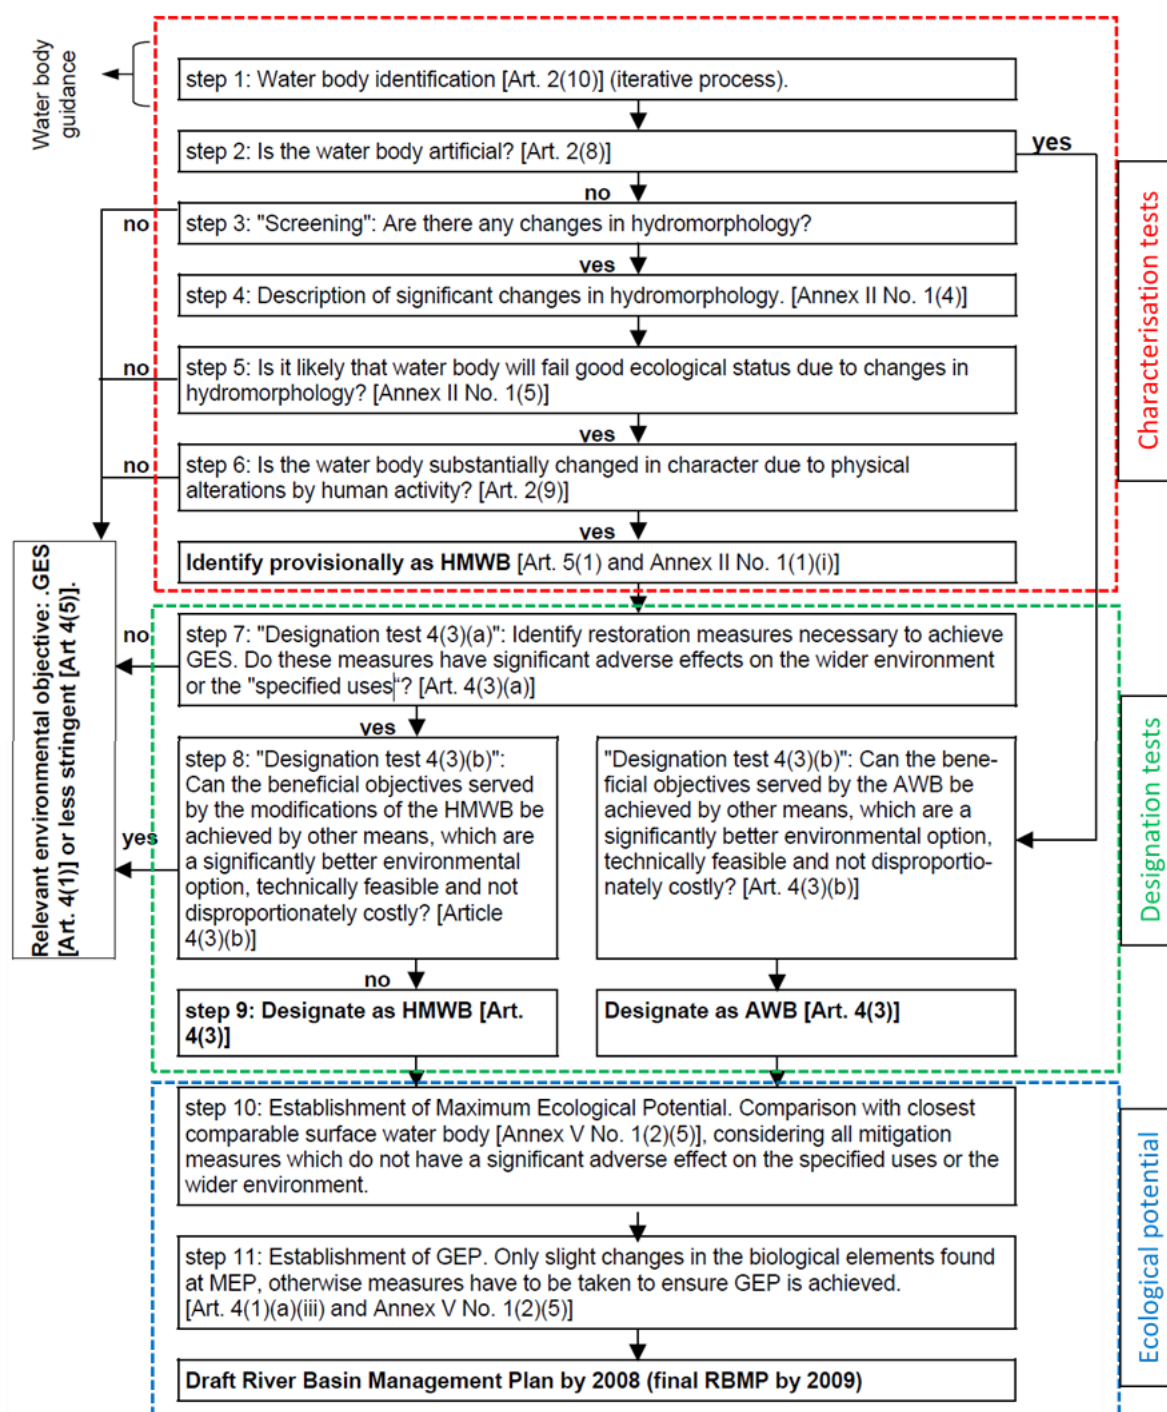 Water body
guidance
step 1: Water body identification [Art. 2(10)] (iterative process).
step 2: Is the water body artificial? [Art. 2(8)]
yes
no
no
step 3: "Screening": Are there any changes in hydromorphology?
yes
step 4: Description of significant changes in hydromorphology. [Annex II No. 1(4)]
no
step 5: Is it likely that water body will fail good ecological status due to changes in
hydromorphology? [Annex II No. 1(5)]
yes
no
step 6: Is the water body substantially changed in character due to physical
alterations by human activity? [Art. 2(9)]
yes
Identify provisionally as HMWB [Art. 5(1) and Annex II No. 1(1)(i)]
Characterisation tests
Relevant environmental objective: .GES
[Art. 4(1)] or less stringent [Art 4(5)].
no
step 7: "Designation test 4(3)(a)": Identify restoration measures necessary to achieve
GES. Do these measures have significant adverse effects on the wider environment
or the "specified uses"? [Art. 4(3)(a)]
yes
step 8: "Designation test 4(3)(b)":
Can the beneficial objectives served
by the modifications of the HMWB be
achieved by other means, which are
a significantly better environmental
option, technically feasible and not
disproportionately costly? [Article
4(3)(b)]
yes
"Designation test 4(3)(b)": Can the bene-
ficial objectives served by the AWB be
achieved by other means, which are a
significantly better environmental option,
technically feasible and not disproportio-
nately costly? [Art. 4(3)(b)]
no
step 9: Designate as HMWB [Art.
4(3)]
Designate as AWB [Art. 4(3)]
Designation tests
step 10: Establishment of Maximum Ecological Potential. Comparison with closest
comparable surface water body [Annex V No. 1(2)(5)], considering all mitigation
measures which do not have a significant adverse effect on the specified uses or the
wider environment.
step 11: Establishment of GEP. Only slight changes in the biological elements found
at MEP, otherwise measures have to be taken to ensure GEP is achieved.
[Art. 4(1)(a)(iii) and Annex V No. 1(2)(5)]
Draft River Basin Management Plan by 2008 (final RBMP by 2009)
Ecological potential